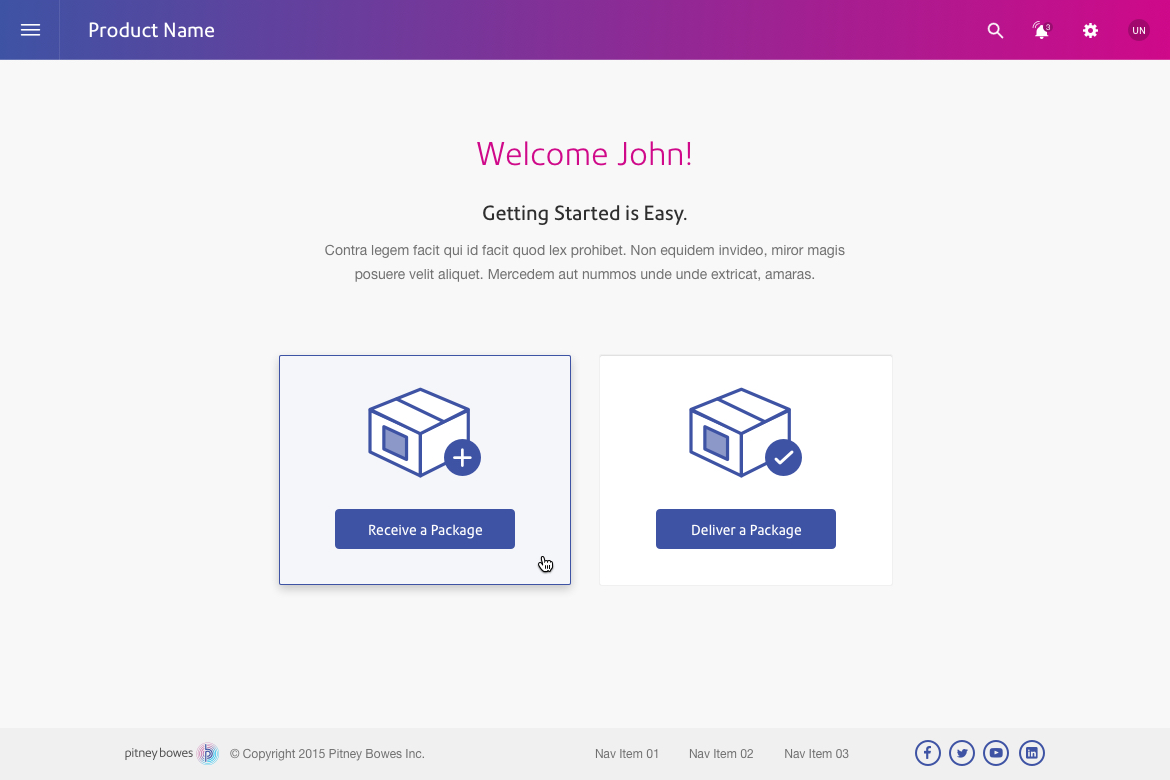 Product Name
3
UN
Welcome John!
Getting Started is Easy.
Contra legem facit qui id facit quod lex prohibet. Non equidem invideo, miror magis
posuere velit aliquet. Mercedem aut nummos unde unde extricat, amaras.
Receive a Package
Deliver a Package
pitney bowes
© Copyright 2015 Pitney Bowes Inc.
Nav Item 01
Nav Item 02
Nav Item 03